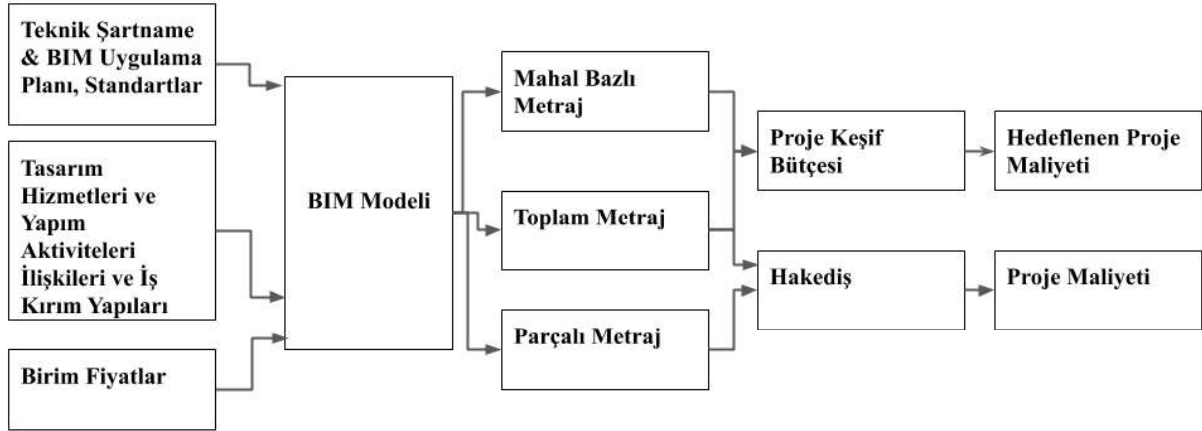 Teknik Şartname
& BIM Uygulama
Planı, Standartlar
Tasarım
Hizmetleri ve
Yapım
Aktiviteleri
İlişkileri ve İş
Kırım Yapıları
Birim Fiyatlar
BIM Modeli
Mahal Bazlı
Metraj
Toplam Metraj
Parçalı Metraj
Proje Keşif
Bütçesi
Hakediş
Hedeflenen Proje
Maliyeti
Proje Maliyeti